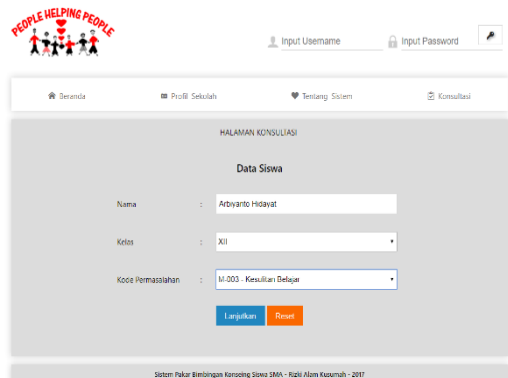 PEOPLE HELPING PEOPLE
Input Username Input Password
Beranda Profil Sekolah Tentang Sistem Konsultasi
HALAMAN KONSULTASI
Data Siswa
Nama : Arbiyanto Hidayat
Kelas : XII
Kode Permasalahan : M-003 - Kesulitan Belajar
Lanjutkan Reset
Sistem Pakar Bimbingan Konseing Siswa SMA - Rizki Alam Kusumah - 2017